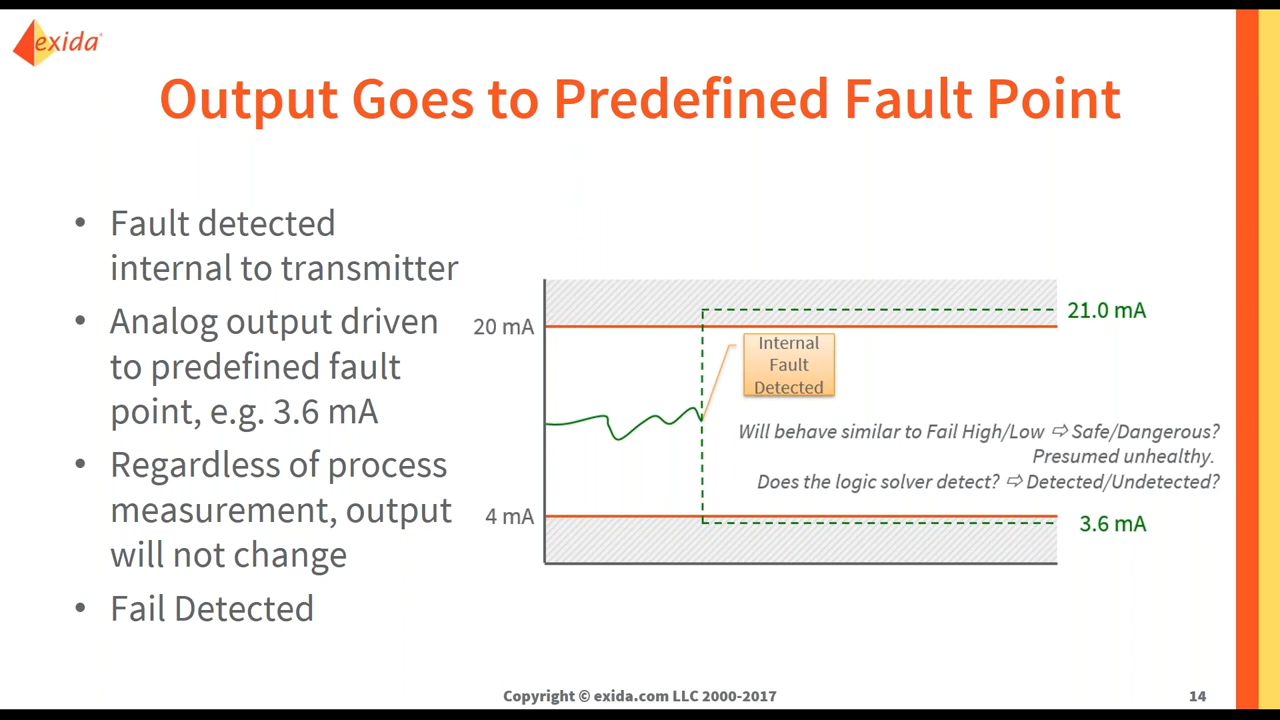 exida
Output Goes to Predefined Fault Point
• Fault detected
internal to transmitter
• Analog output driven
to predefined fault
point, e.g. 3.6 mA
• Regardless of process
measurement, output
will not change
• Fail Detected
20 mA
4 mA
21.0 mA
3.6 mA
Internal
Fault
Detected
Will behave similar to Fail High/Low ⇨ Safe/Dangerous?
Presumed unhealthy.
Does the logic solver detect? ⇨ Detected/Undetected?
Copyright © exida.com LLC 2000-2017
14